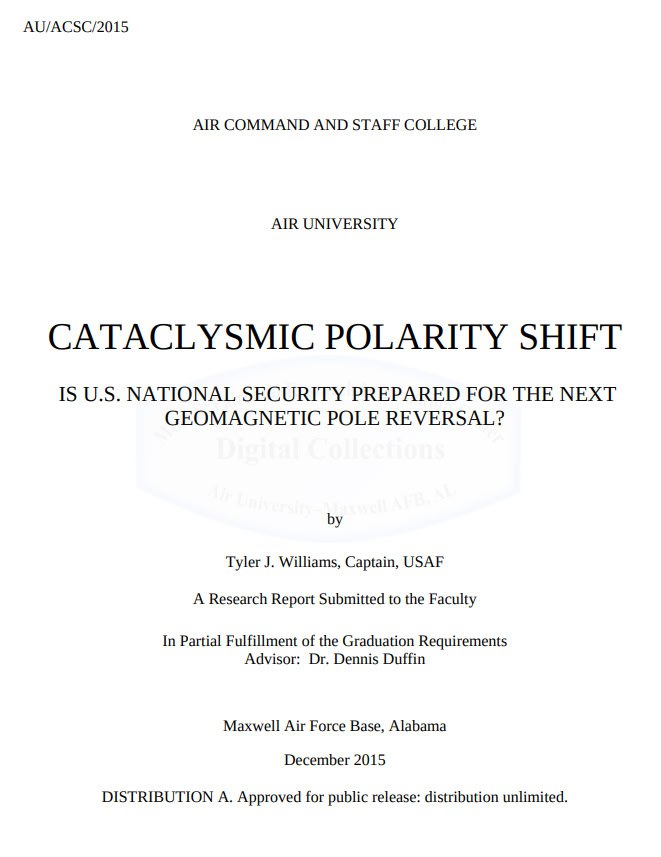 AU/ACSC/2015
AIR COMMAND AND STAFF COLLEGE
AIR UNIVERSITY
CATACLYSMIC POLARITY SHIFT
IS U.S. NATIONAL SECURITY PREPARED FOR THE NEXT
GEOMAGNETIC POLE REVERSAL?
Digital Collections
Air University-Maxwell AFB, AL
by
Tyler J. Williams, Captain, USAF
A Research Report Submitted to the Faculty
In Partial Fulfillment of the Graduation Requirements
Advisor: Dr. Dennis Duffin
Maxwell Air Force Base, Alabama
December 2015
DISTRIBUTION A. Approved for public release: distribution unlimited.